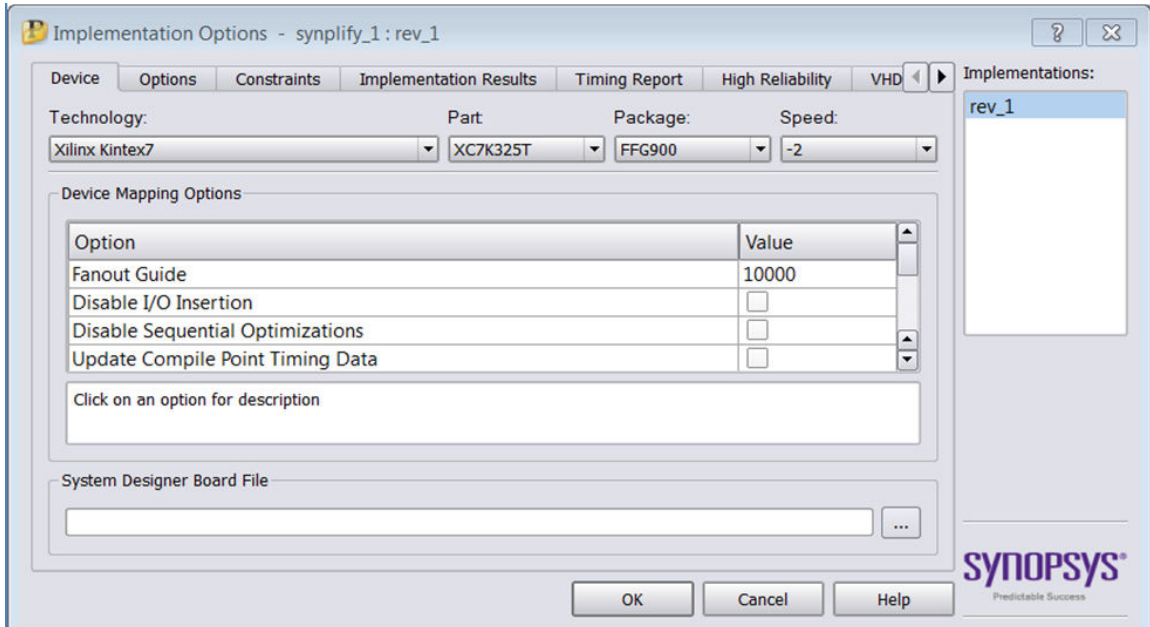 Implementation Options - synplify_1 : rev_1
Device Options Constraints Implementation Results Timing Report High Reliability VHD
Implementations:
rev_1
Technology: Part Package: Speed:
Xilinx Kintex7 XC7K325T FFG900 -2
Device Mapping Options
Option Value
Fanout Guide 10000
Disable I/O Insertion
Disable Sequential Optimizations
Update Compile Point Timing Data
Click on an option for description
System Designer Board File
...
SYNOPSYS®
Predictable Success
OK Cancel Help